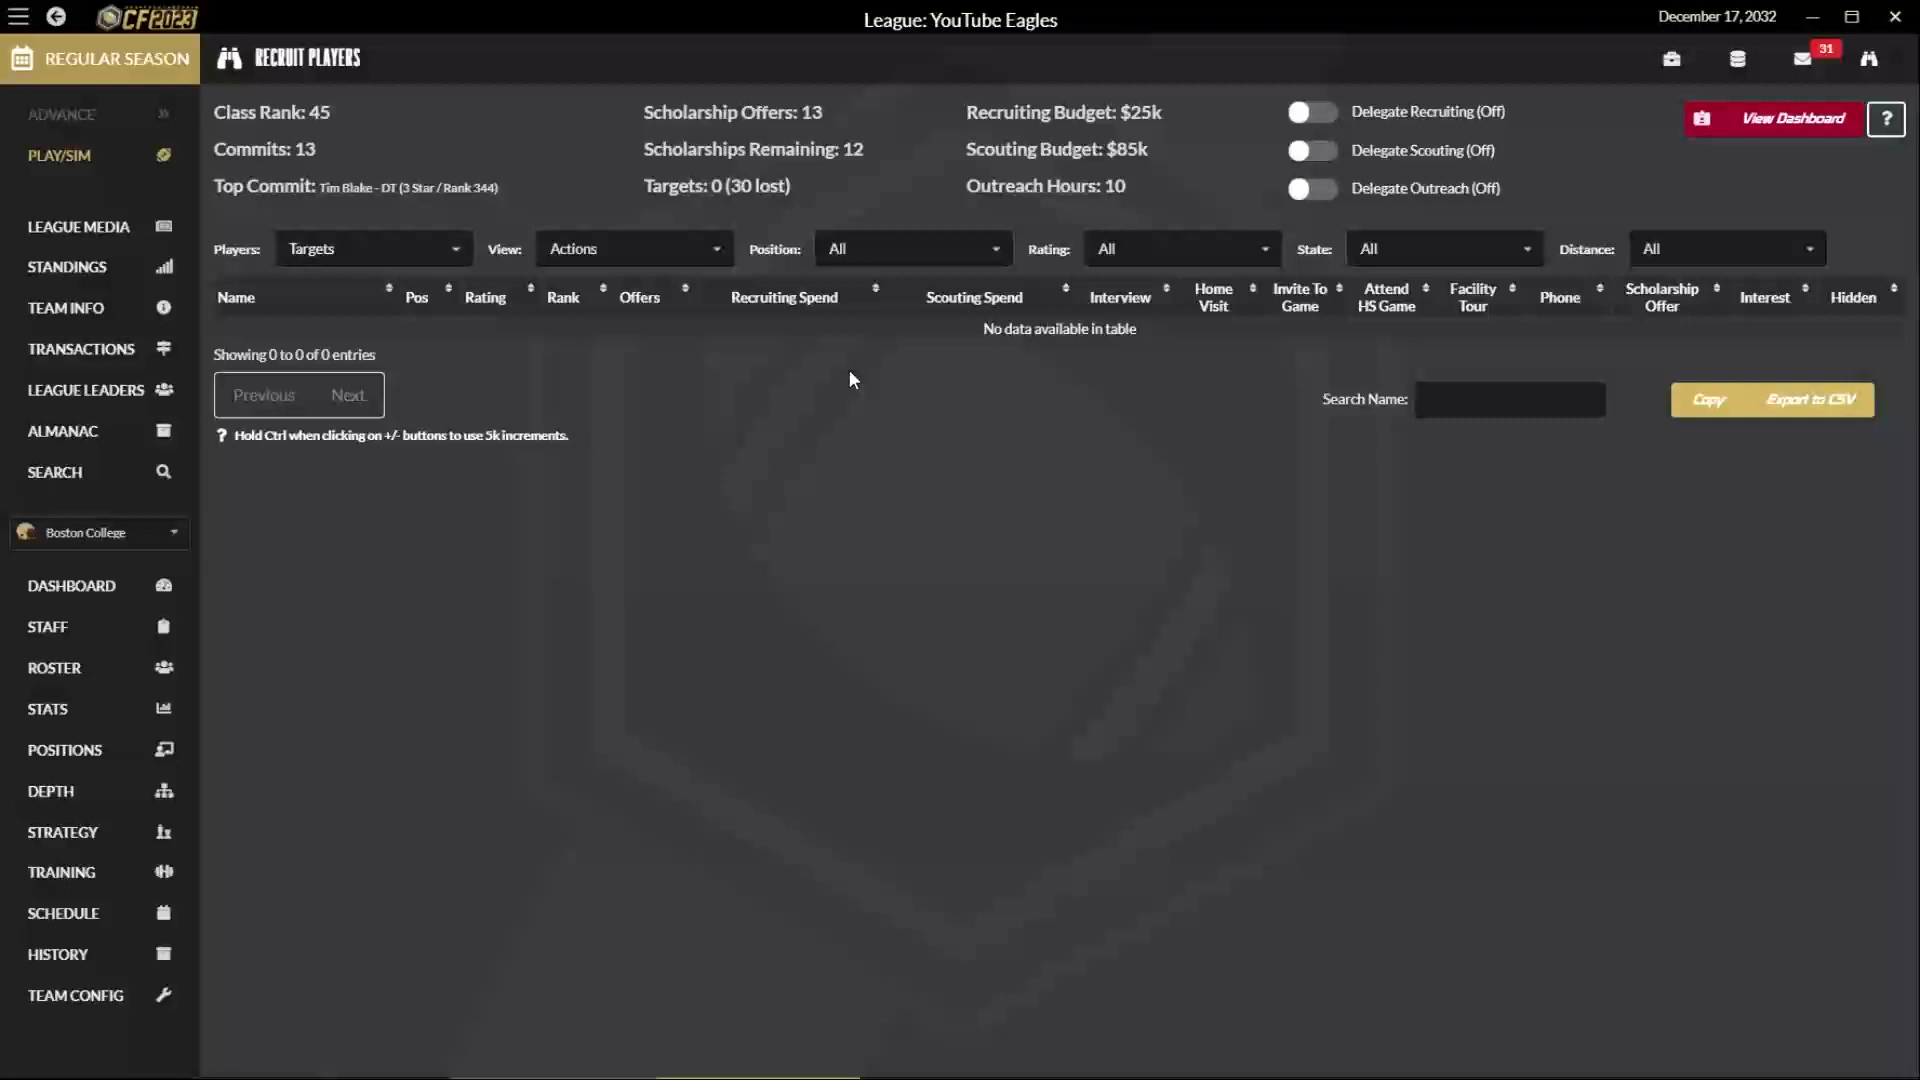 CF2023
League: YouTube Eagles
December 17, 2032
REGULAR SEASON
RECRUIT PLAYERS
31
ADVANCE
PLAY/SIM
LEAGUE MEDIA
STANDINGS
TEAM INFO
TRANSACTIONS
LEAGUE LEADERS
ALMANAC
SEARCH
Boston College
DASHBOARD
STAFF
ROSTER
STATS
POSITIONS
DEPTH
STRATEGY
TRAINING
SCHEDULE
HISTORY
TEAM CONFIG
Class Rank: 45
Commits: 13
Top Commit: Tim Blake - DT (3 Star / Rank 344)
Scholarship Offers: 13
Scholarships Remaining: 12
Targets: 0 (30 lost)
Recruiting Budget: $25k
Scouting Budget: $85k
Outreach Hours: 10
Delegate Recruiting (Off)
Delegate Scouting (Off)
Delegate Outreach (Off)
View Dashboard
?
Players: Targets View: Actions Position: All Rating: All State: All Distance: All
Name Pos Rating Rank Offers Recruiting Spend Scouting Spend Interview Home Visit Invite To Game Attend HS Game Facility Tour Phone Scholarship Offer Interest Hidden
No data available in table
Showing 0 to 0 of 0 entries
Previous Next
Search Name:
Copy Export to CSV
? Hold Ctrl when clicking on +/- buttons to use 5k increments.